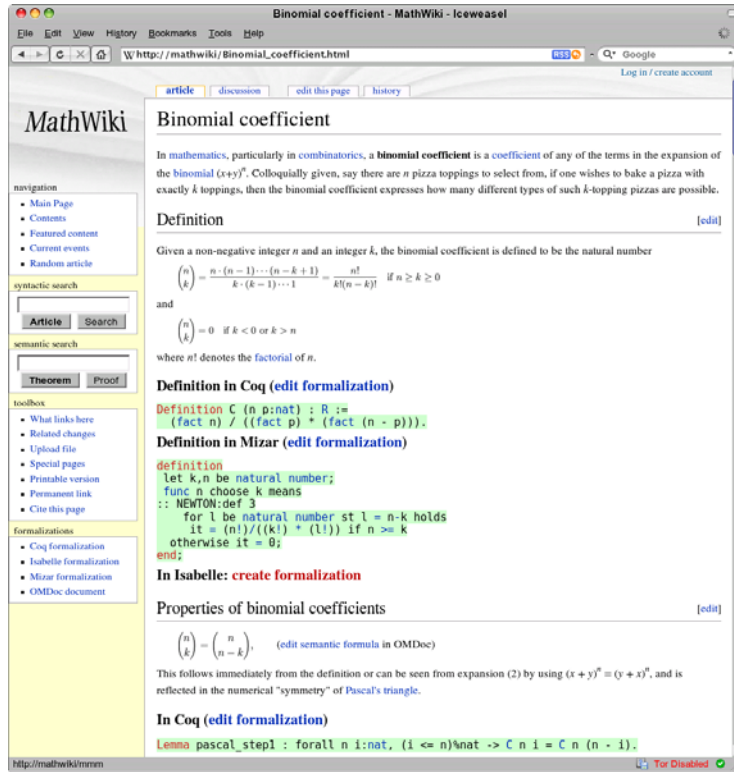 Binomial coefficient - MathWiki - Iceweasel
File Edit View History Bookmarks Tools Help
W http://mathwiki/Binomial_coefficient.html RSS Google
Log in / create account
article discussion edit this page history
MathWiki
navigation
Main Page
Contents
Featured content
Current events
Random article
syntactic search
Article Search
semantic search
Theorem Proof
toolbox
What links here
Related changes
Upload file
Special pages
Printable version
Permanent link
Cite this page
formalizations
Coq formalization
Isabelle formalization
Mizar formalization
OMDoc document
Binomial coefficient
In mathematics, particularly in combinatorics, a binomial coefficient is a coefficient of any of the terms in the expansion of
the binomial (x+y)^n. Colloquially given, say there are n pizza toppings to select from, if one wishes to bake a pizza with
exactly k toppings, then the binomial coefficient expresses how many different types of such k-topping pizzas are possible.
Definition [edit]
Given a non-negative integer n and an integer k, the binomial coefficient is defined to be the natural number
(n k) = n · (n − 1) ··· (n − k + 1) / k · (k − 1) ··· 1 = n! / k!(n − k)! if n ≥ k ≥ 0
and
(n k) = 0 if k < 0 or k > n
where n! denotes the factorial of n.
Definition in Coq (edit formalization)
Definition C (n p:nat) : R :=
(fact n) / ((fact p) * (fact (n - p))).
Definition in Mizar (edit formalization)
definition
let k,n be natural number;
func n choose k means
:: NEWTON:def 3
for l be natural number st l = n-k holds
it = (n!)/((k!) * (l!)) if n >= k
otherwise it = 0;
end;
In Isabelle: create formalization
Properties of binomial coefficients [edit]
(n k) = (n n − k), (edit semantic formula in OMDoc)
This follows immediately from the definition or can be seen from expansion (2) by using (x + y)^n = (y + x)^n, and is
reflected in the numerical "symmetry" of Pascal's triangle.
In Coq (edit formalization)
Lemma pascal_step1 : forall n i:nat, (i <= n)%nat -> C n i = C n (n - i).
http://mathwiki/mmm Tor Disabled